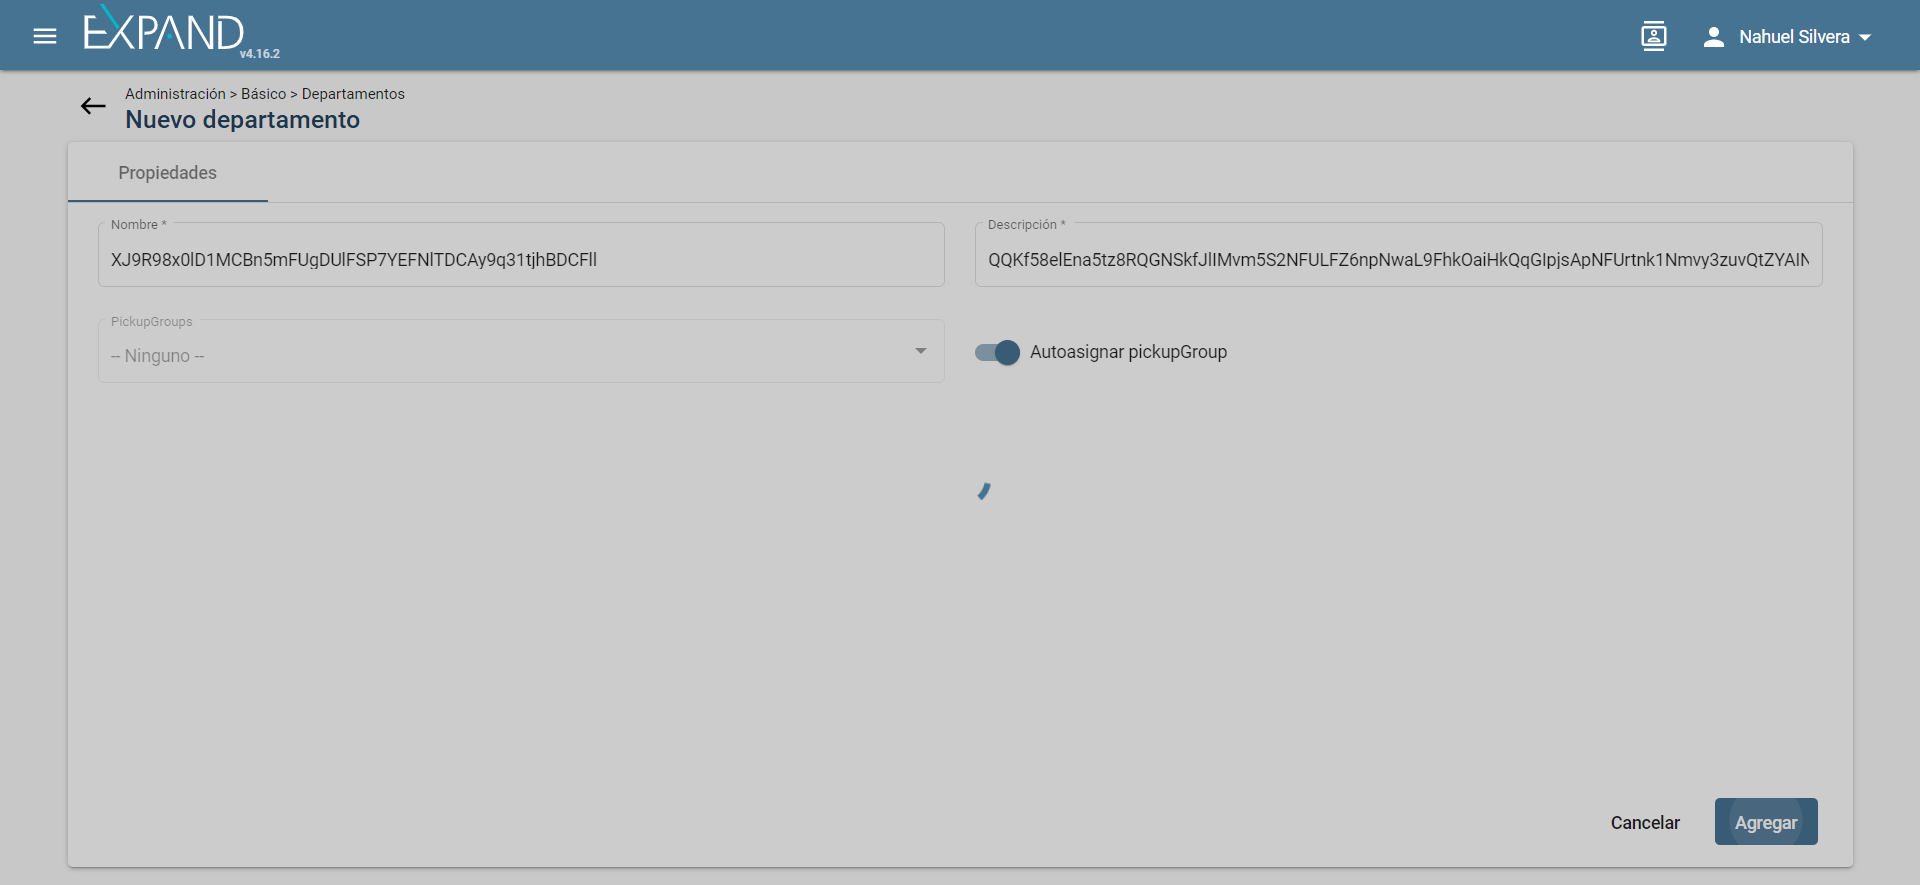 EXPAND
v4.16.2
Nahuel Silvera
Administración > Básico > Departamentos
Nuevo departamento
Propiedades
Nombre *
XJ9R98x0lD1MCBn5mFUgDUlFSP7YEFNlTDCAy9q31tjhBDCFll
Descripción *
QQKf58elEna5tz8RQGNSkfJlIMvm5S2NFULFZ6npNwaL9FhkOaiHkQqGIpjsApNFUrtnk1Nmvy3zuvQtZYAIN
PickupGroups
-- Ninguno --
Autoasignar pickupGroup
Cancelar
Agregar